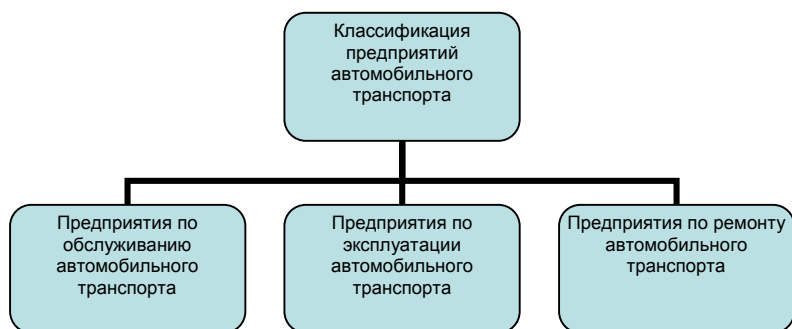 Классификация
предприятий
автомобильного
транспорта
Предприятия по
обслуживанию
автомобильного
транспорта
Предприятия по
эксплуатации
автомобильного
транспорта
Предприятия по ремонту
автомобильного
транспорта